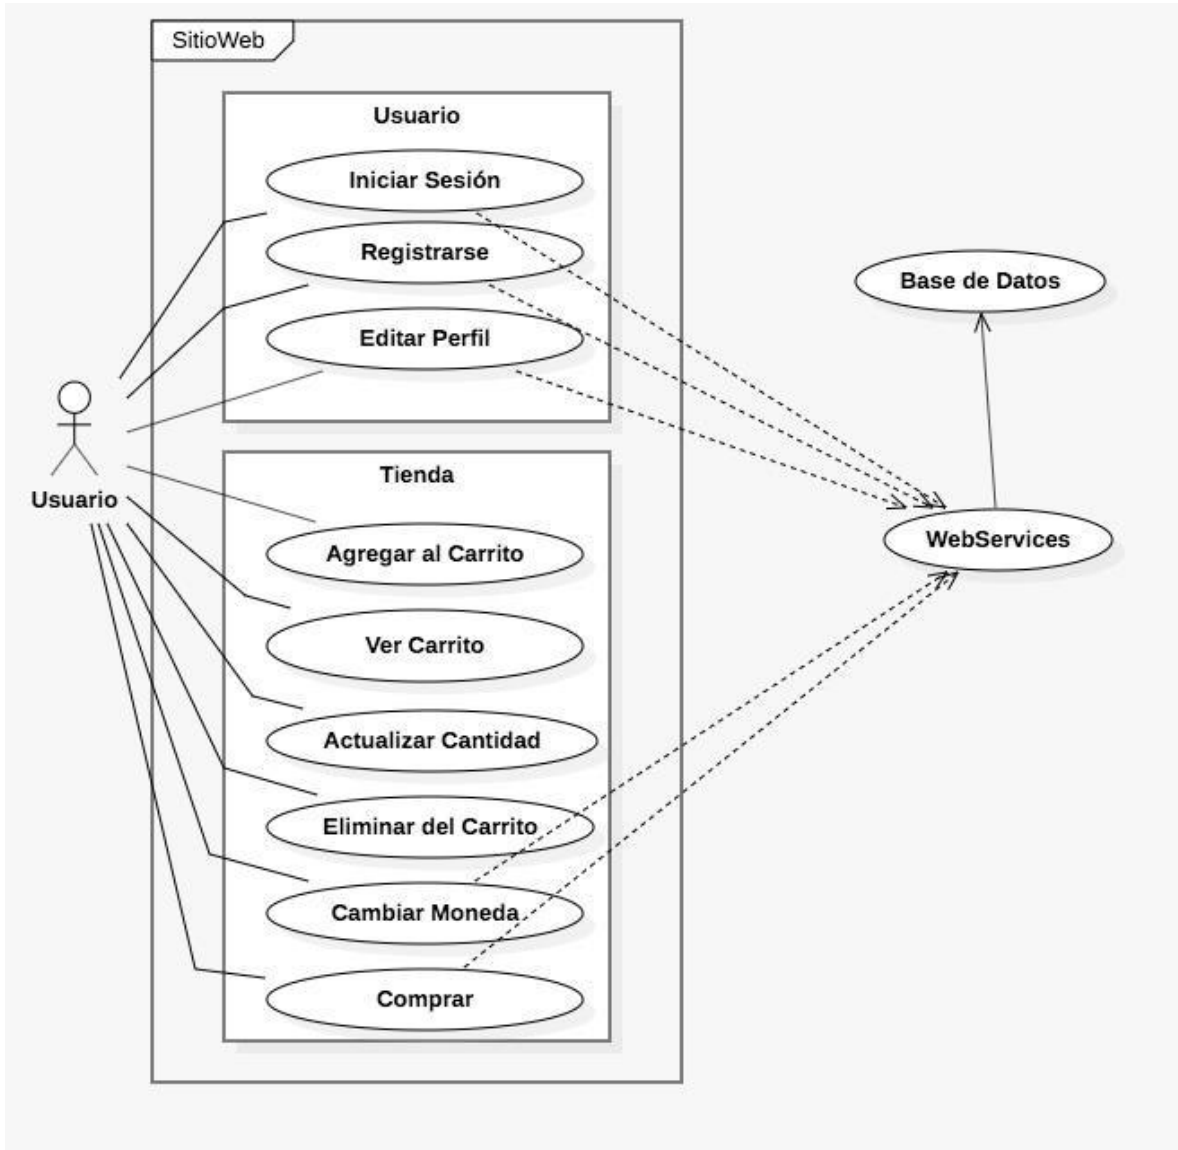 SitioWeb
Usuario
Iniciar Sesión
Registrarse
Editar Perfil
Usuario
Tienda
Agregar al Carrito
Ver Carrito
Actualizar Cantidad
Eliminar del Carrito
Cambiar Moneda
Comprar
Base de Datos
WebServices